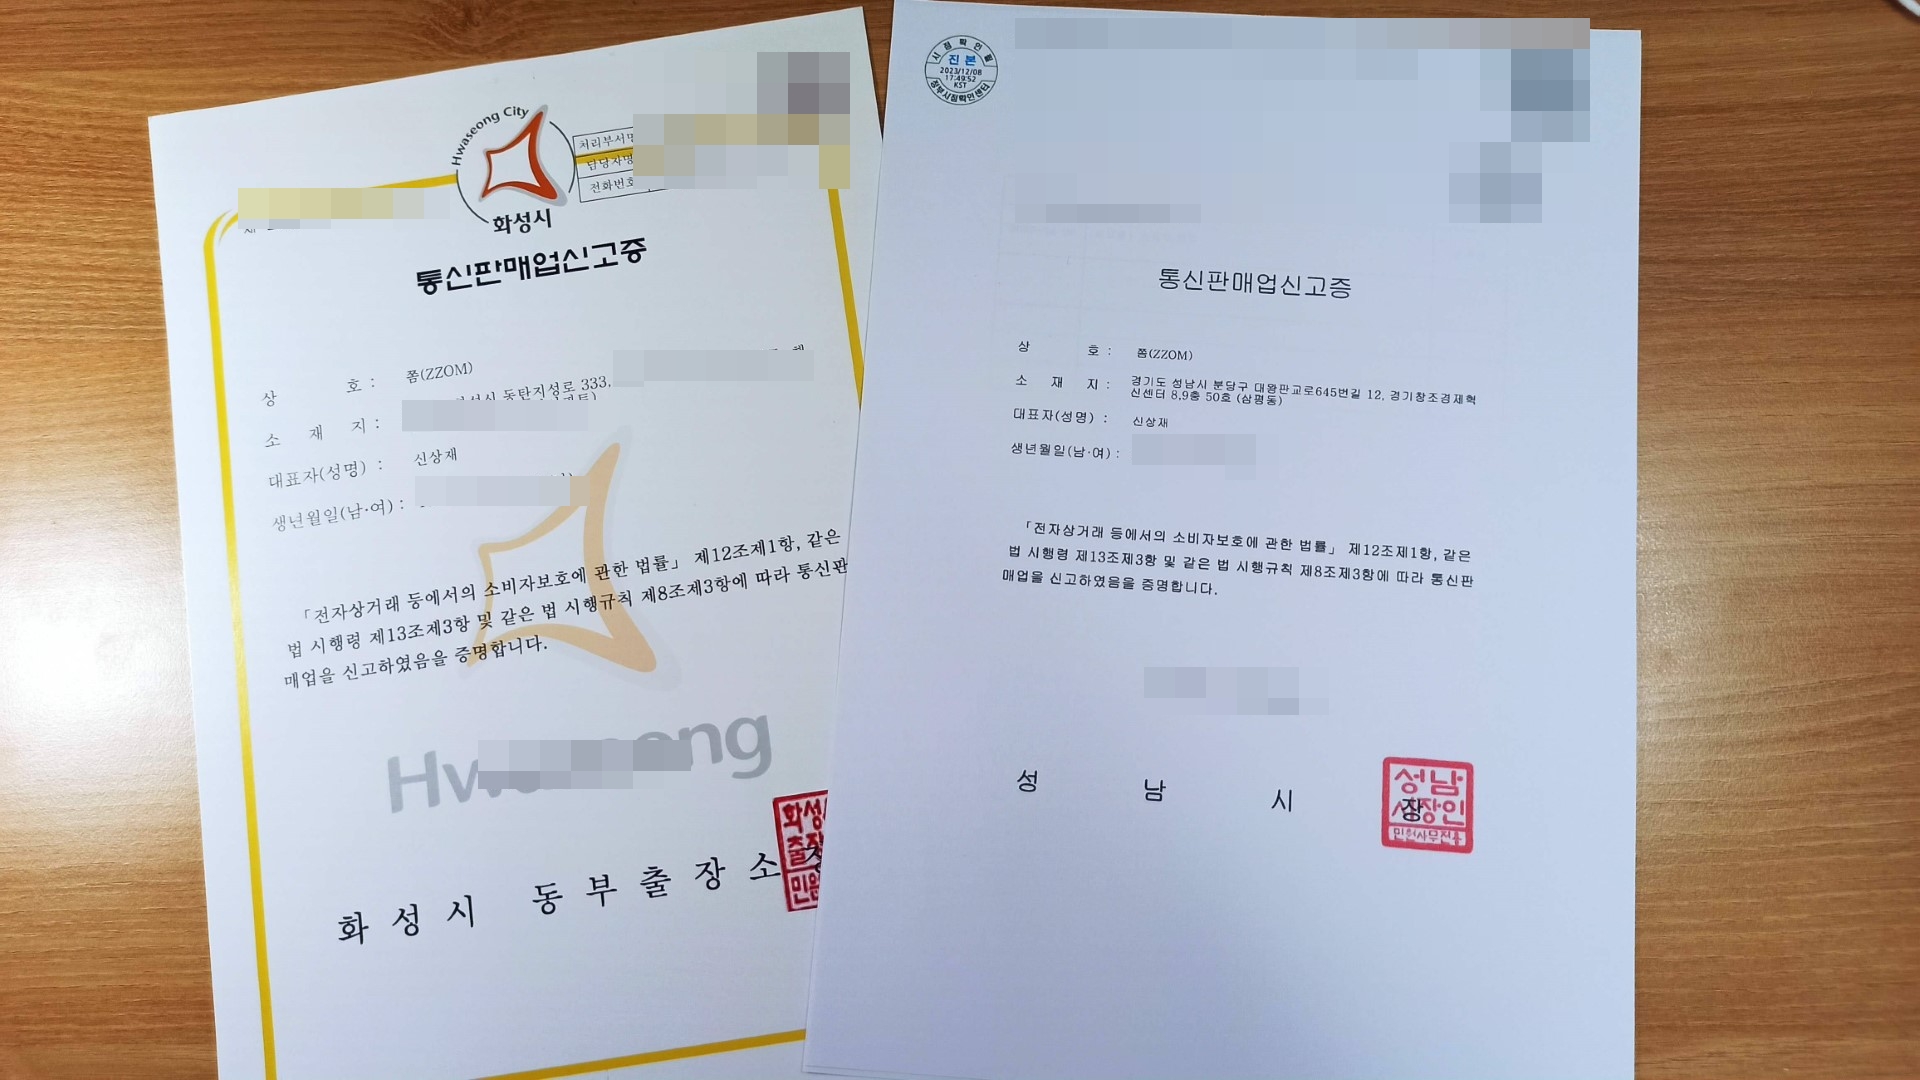 Hwaseong City
화성시
처리부서명
담당자명
전화번호
통신판매업신고증
상 호 : 쫌(ZZOM)
소 재 지 : 동탄지성로 333,
대표자(성명) : 신상재
생년월일(남·여) :
「전자상거래 등에서의 소비자보호에 관한 법률」 제12조제1항, 같은
법 시행령 제13조제3항 및 같은 법 시행규칙 제8조제3항에 따라 통신판
매업을 신고하였음을 증명합니다.
화 성 시 동 부 출 장 소
시점확인필
진 본
2023/12/08
17:49:52
KST
정부시점확인센터
통신판매업신고증
상 호 : 쫌(ZZOM)
소 재 지 : 경기도 성남시 분당구 대왕판교로645번길 12, 경기창조경제혁
신센터 8,9층 50호 (삼평동)
대표자(성명) : 신상재
생년월일(남·여) :
「전자상거래 등에서의 소비자보호에 관한 법률」 제12조제1항, 같은
법 시행령 제13조제3항 및 같은 법 시행규칙 제8조제3항에 따라 통신판
매업을 신고하였음을 증명합니다.
성 남 시 장
성남
시장인
민원사무전용